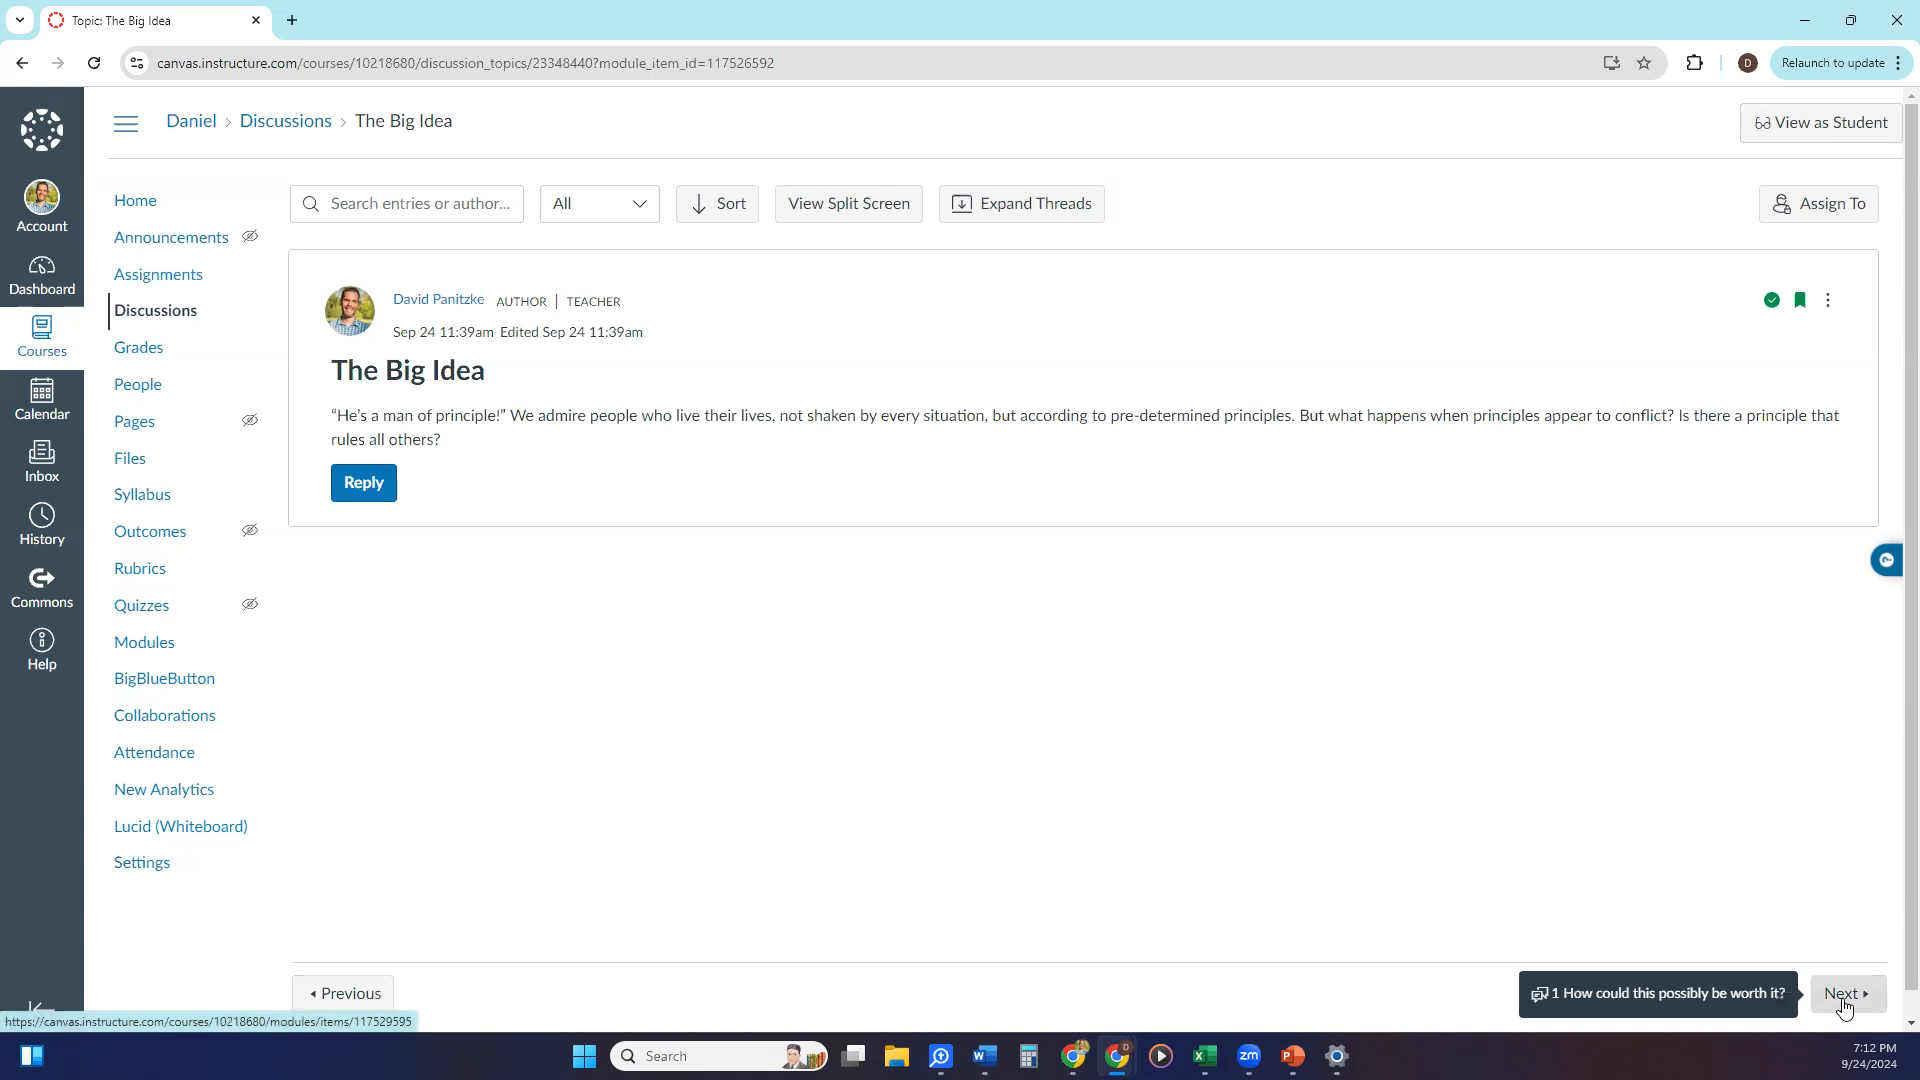 Topic: The Big Idea
canvas.instructure.com/courses/10218680/discussion_topics/23348440?module_item_id=117526592
D
Relaunch to update
Daniel > Discussions > The Big Idea
View as Student
Account
Dashboard
Courses
Calendar
Inbox
History
Commons
Help
Home
Announcements
Assignments
Discussions
Grades
People
Pages
Files
Syllabus
Outcomes
Rubrics
Quizzes
Modules
BigBlueButton
Collaborations
Attendance
New Analytics
Lucid (Whiteboard)
Settings
Search entries or author...
All
Sort
View Split Screen
Expand Threads
Assign To
David Panitzke AUTHOR | TEACHER
Sep 24 11:39am Edited Sep 24 11:39am
The Big Idea
“He’s a man of principle!” We admire people who live their lives, not shaken by every situation, but according to pre-determined principles. But what happens when principles appear to conflict? Is there a principle that
rules all others?
Reply
Previous
1 How could this possibly be worth it?
Next
https://canvas.instructure.com/courses/10218680/modules/items/117529595
Search
D
W
X
zm
P
7:12 PM
9/24/2024